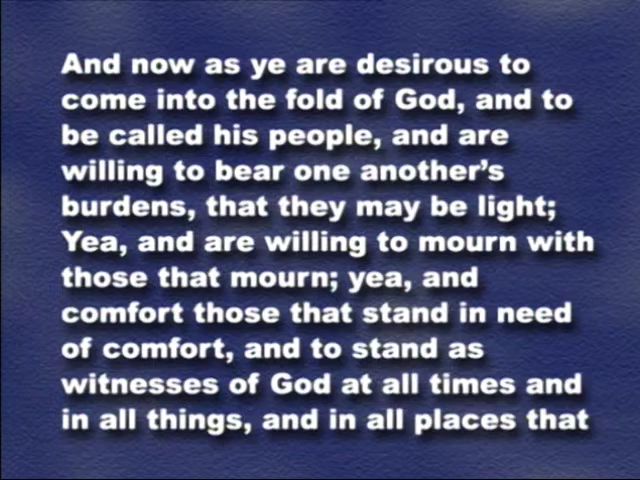 And now as ye are desirous to
come into the fold of God, and to
be called his people, and are
willing to bear one another’s
burdens, that they may be light;
Yea, and are willing to mourn with
those that mourn; yea, and
comfort those that stand in need
of comfort, and to stand as
witnesses of God at all times and
in all things, and in all places that